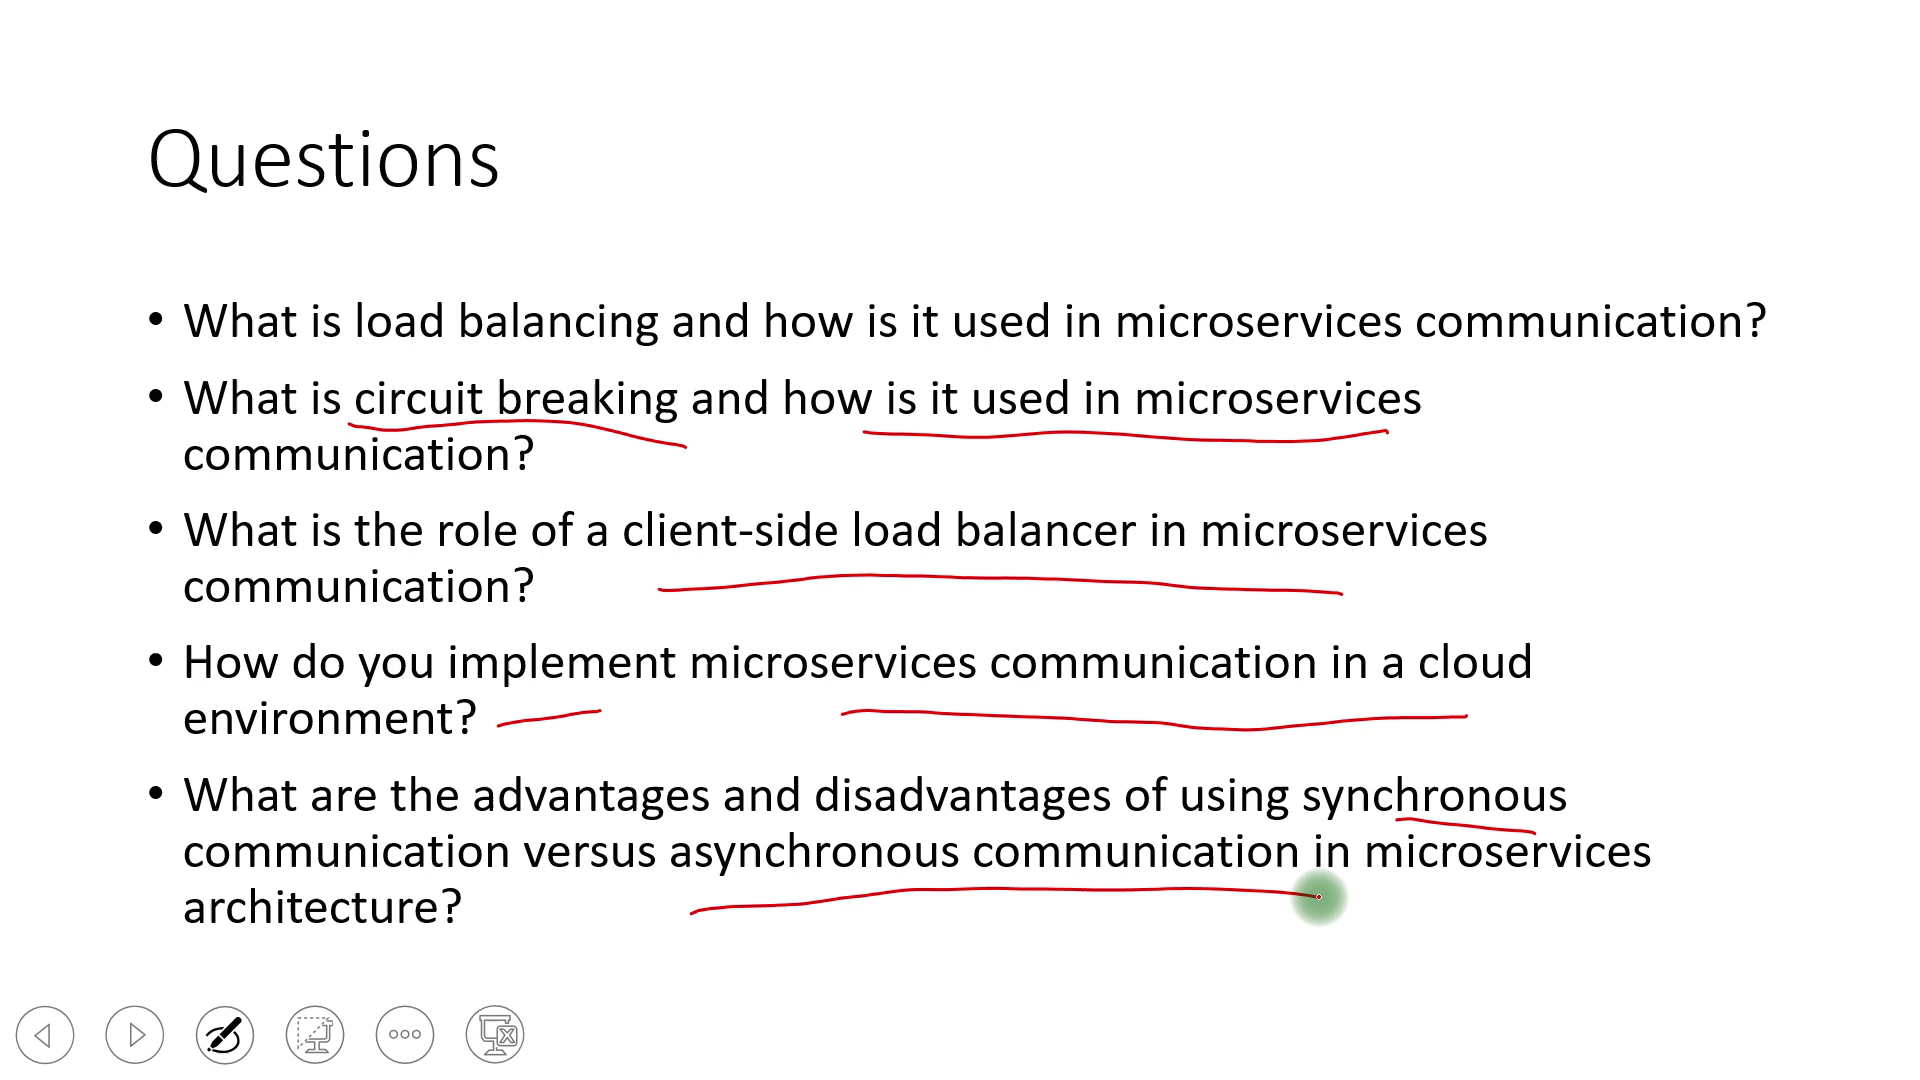 Questions
• What is load balancing and how is it used in microservices communication?
• What is circuit breaking and how is it used in microservices
communication?
• What is the role of a client-side load balancer in microservices
communication?
• How do you implement microservices communication in a cloud
environment?
• What are the advantages and disadvantages of using synchronous
communication versus asynchronous communication in microservices
architecture?